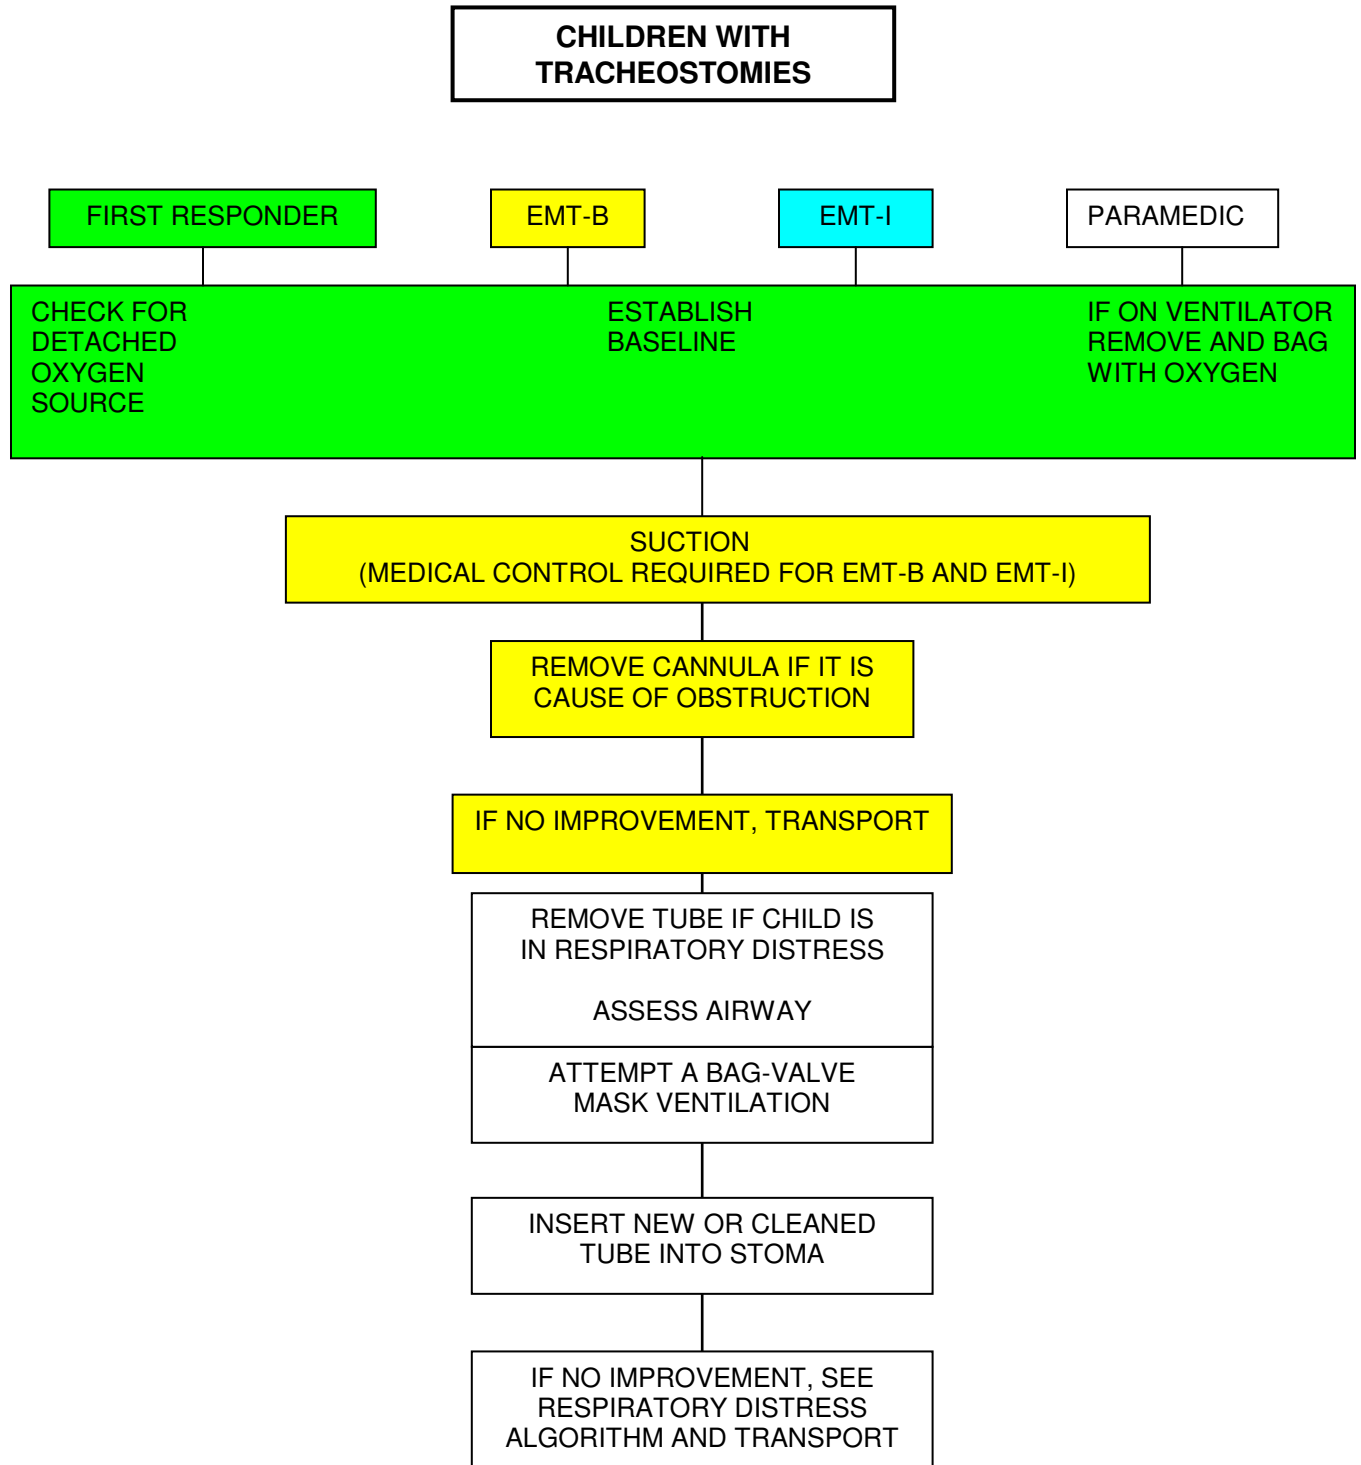 CHILDREN WITH
TRACHEOSTOMIES
FIRST RESPONDER
EMT-B
EMT-I
PARAMEDIC
CHECK FOR
DETACHED
OXYGEN
SOURCE
ESTABLISH
BASELINE
IF ON VENTILATOR
REMOVE AND BAG
WITH OXYGEN
SUCTION
(MEDICAL CONTROL REQUIRED FOR EMT-B AND EMT-I)
REMOVE CANNULA IF IT IS
CAUSE OF OBSTRUCTION
IF NO IMPROVEMENT, TRANSPORT
REMOVE TUBE IF CHILD IS
IN RESPIRATORY DISTRESS
ASSESS AIRWAY
ATTEMPT A BAG-VALVE
MASK VENTILATION
INSERT NEW OR CLEANED
TUBE INTO STOMA
IF NO IMPROVEMENT, SEE
RESPIRATORY DISTRESS
ALGORITHM AND TRANSPORT